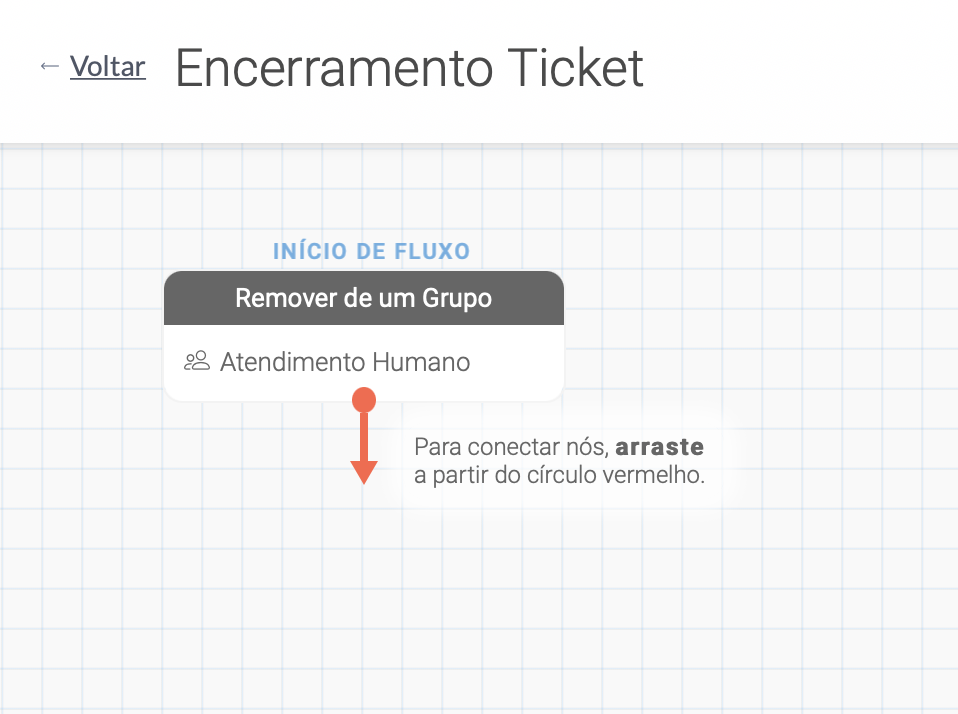 ← Voltar Encerramento Ticket
INÍCIO DE FLUXO
Remover de um Grupo
Atendimento Humano
Para conectar nós, arraste
a partir do círculo vermelho.